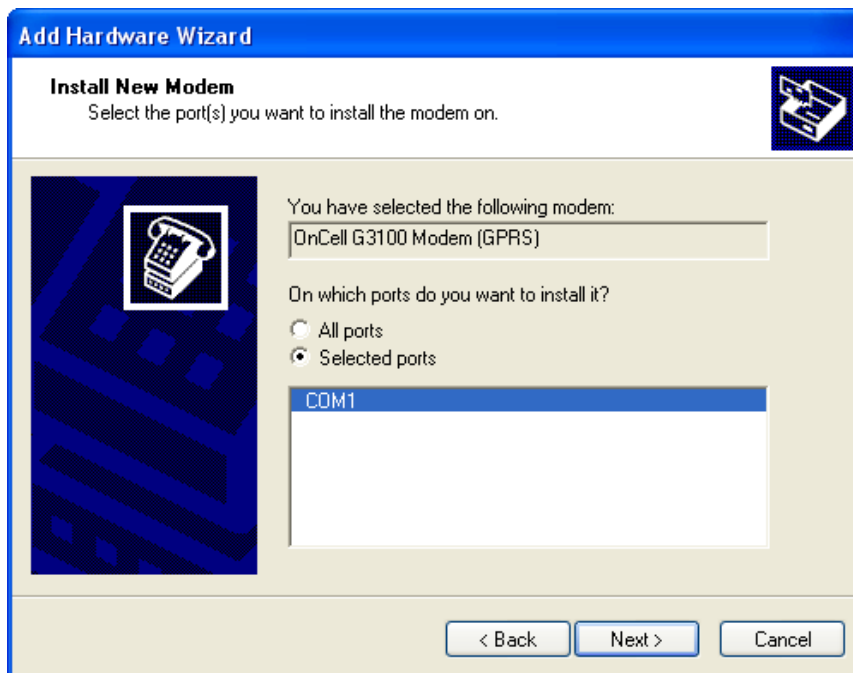 Add Hardware Wizard
Install New Modem
Select the port(s) you want to install the modem on.
You have selected the following modem:
OnCell G3100 Modem (GPRS)
On which ports do you want to install it?
All ports
Selected ports
COM1
< Back Next > Cancel